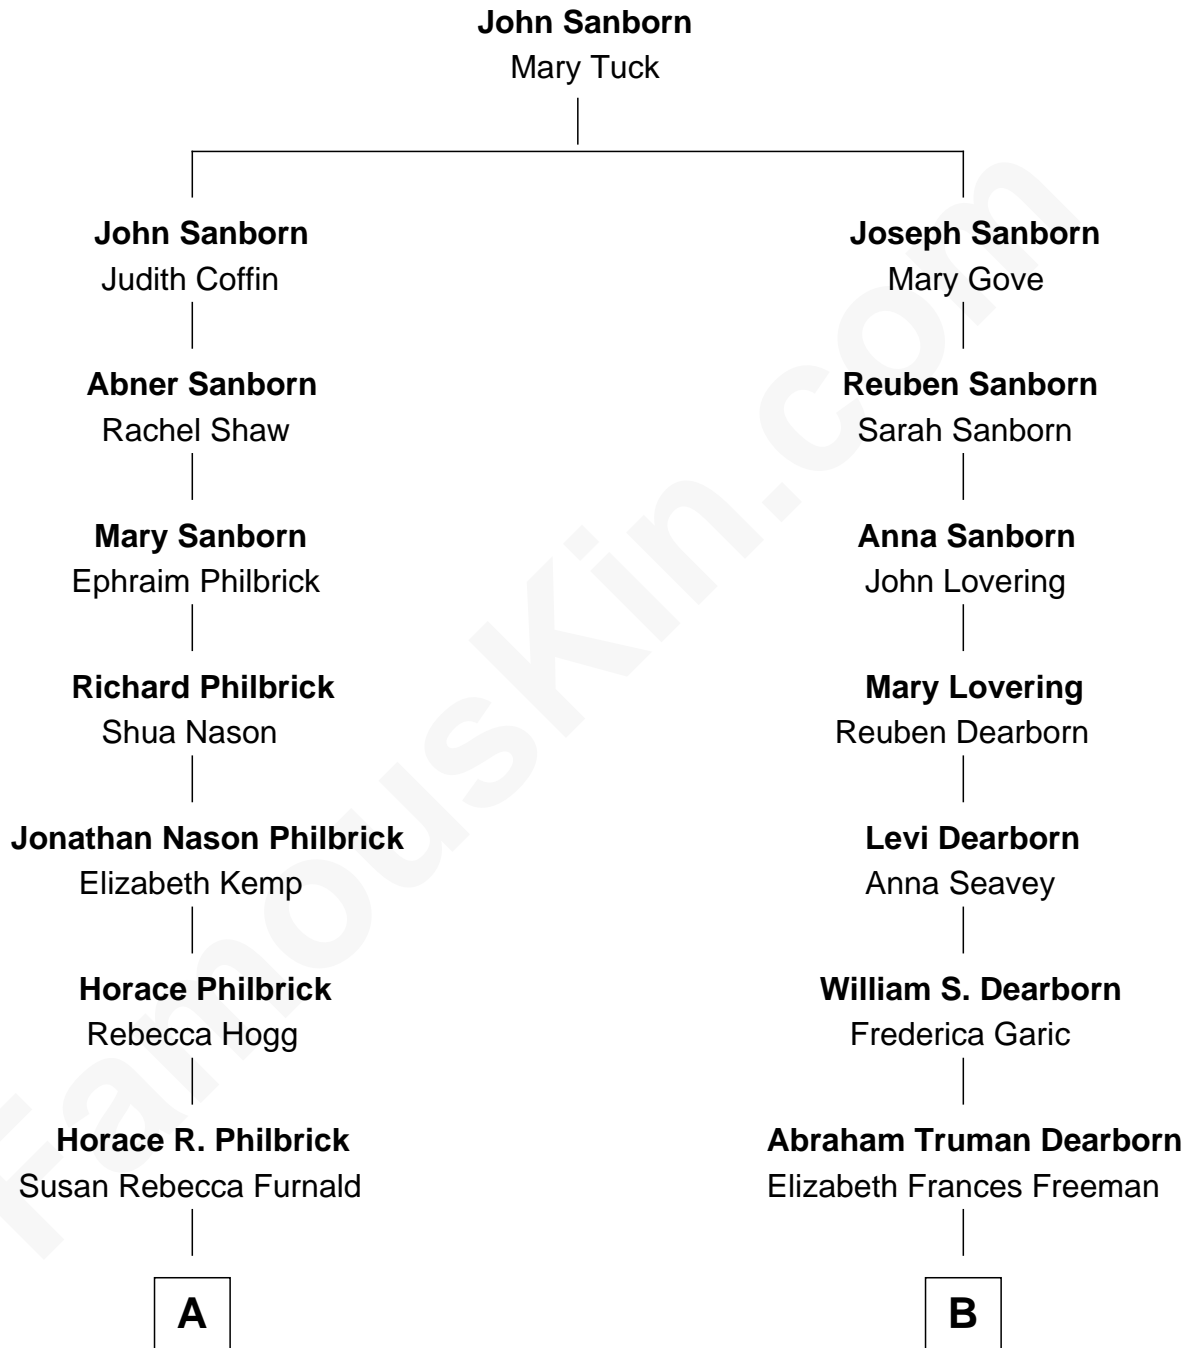 John Sanborn
Mary Tuck
John Sanborn
Judith Coffin
Joseph Sanborn
Mary Gove
Abner Sanborn
Rachel Shaw
Reuben Sanborn
Sarah Sanborn
Mary Sanborn
Ephraim Philbrick
Anna Sanborn
John Lovering
Richard Philbrick
Shua Nason
Mary Lovering
Reuben Dearborn
Jonathan Nason Philbrick
Elizabeth Kemp
Levi Dearborn
Anna Seavey
Horace Philbrick
Rebecca Hogg
William S. Dearborn
Frederica Garic
Horace R. Philbrick
Susan Rebecca Furnald
Abraham Truman Dearborn
Elizabeth Frances Freeman
A
B
FamousKin.com